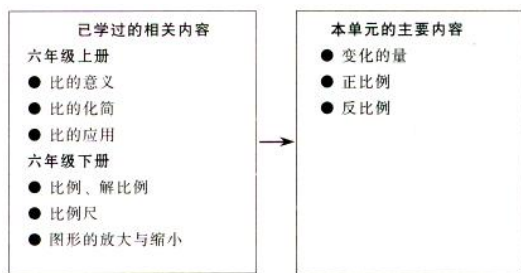 已学过的相关内容
六年级上册
● 比的意义
● 比的化简
● 比的应用
六年级下册
● 比例、解比例
● 比例尺
● 图形的放大与缩小
本单元的主要内容
● 变化的量
● 正比例
● 反比例